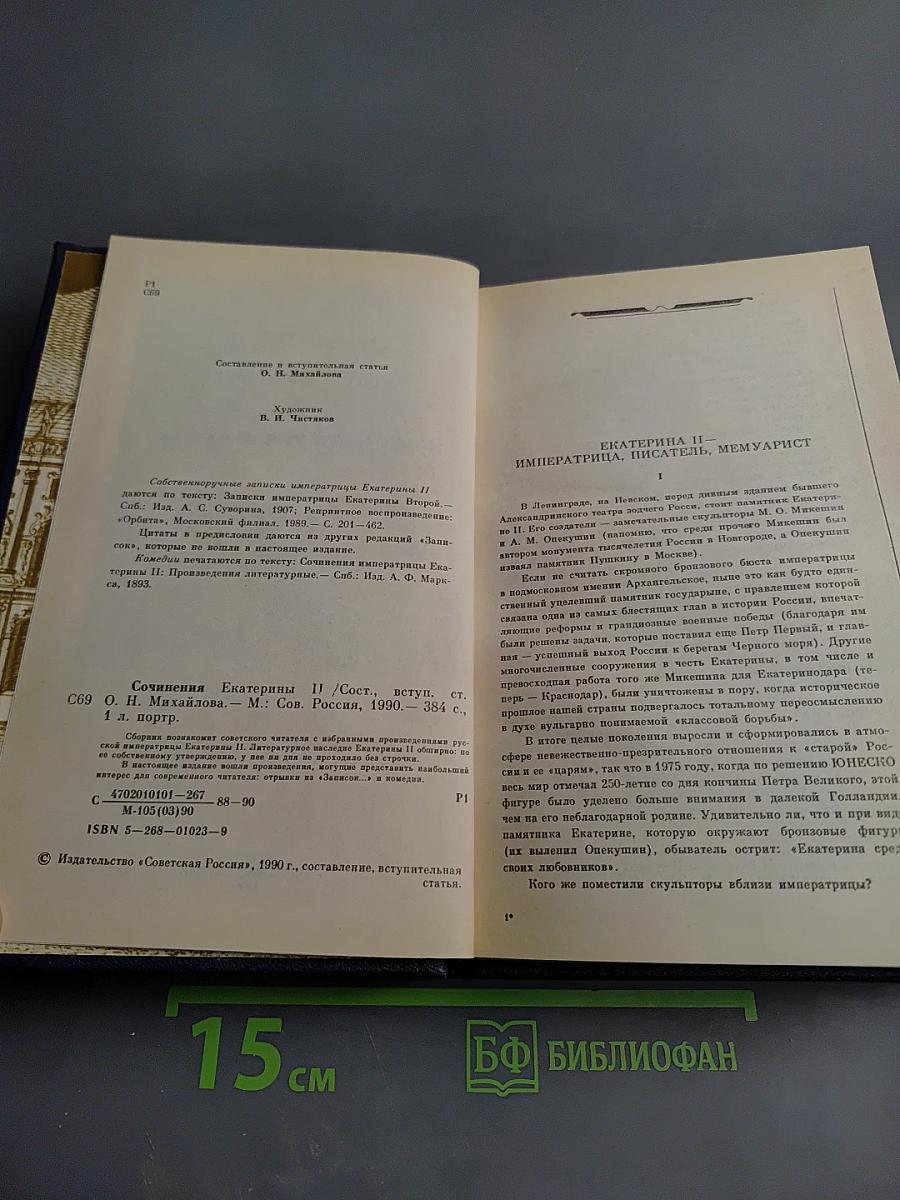 Р1
С69
Составление и вступительная статья
О. Н. Михайлова
Художник
В. И. Чистяков
Собственноручные записки императрицы Екатерины II
даются по тексту: Записки императрицы Екатерины Второй.—
Спб.: Изд. А. С. Суворина, 1907; Репринтное воспроизведение:
«Орбита», Московский филиал. 1989.— С. 201—462.
Цитаты в предисловии даются из других редакций «Запи-
сок», которые не вошли в настоящее издание.
Комедии печатаются по тексту: Сочинения императрицы Ека-
терины II: Произведения литературные.— Спб.: Изд. А. Ф. Марк-
са, 1893.
Сочинения Екатерины II /Сост., вступ. ст.
С69 О. Н. Михайлова.— М.: Сов. Россия, 1990.— 384 с.,
1 л. портр.
Сборник познакомит советского читателя с избранными произведениями рус-
ской императрицы Екатерины II. Литературное наследие Екатерины II обширно: по
ее собственному утверждению, у нее ни дня не проходило без строчки.
В настоящее издание вошли произведения, могущие представить наибольший
интерес для современного читателя: отрывки из «Записок...» и комедии.
С 4702010101—267 88—90 Р1
М-105(03)90
ISBN 5—268—01023—9
© Издательство «Советская Россия», 1990 г., составление, вступительная
статья.
ЕКАТЕРИНА II—
ИМПЕРАТРИЦА, ПИСАТЕЛЬ, МЕМУАРИСТ
I
В Ленинграде, на Невском, перед дивным зданием бывшего
Александринского театра зодчего Росси, стоит памятник Екатери-
не II. Его создатели — замечательные скульпторы М. О. Микешин
и А. М. Опекушин (напомню, что среди прочего Микешин был
автором монумента тысячелетия России в Новгороде, а Опекушин
изваял памятник Пушкину в Москве).
Если не считать скромного бронзового бюста императрицы
в подмосковном имении Архангельское, ныне это как будто един-
ственный уцелевший памятник государыне, с правлением которой
связана одна из самых блестящих глав в истории России, впечат-
ляющие реформы и грандиозные военные победы (благодаря им
были решены задачи, которые поставил еще Петр Первый, и глав-
ная — успешный выход России к берегам Черного моря). Другие
многочисленные сооружения в честь Екатерины, в том числе и
превосходная работа того же Микешина для Екатеринодара (те-
перь — Краснодар), были уничтожены в пору, когда историческое
прошлое нашей страны подвергалось тотальному переосмыслению
в духе вульгарно понимаемой «классовой борьбы».
В итоге целые поколения выросли и сформировались в атмо-
сфере невежественно-презрительного отношения к «старой» Рос-
сии и ее «царям», так что в 1975 году, когда по решению ЮНЕСКО
весь мир отмечал 250-летие со дня кончины Петра Великого, этой
фигуре было уделено больше внимания в далекой Голландии,
чем на его неблагодарной родине. Удивительно ли, что и при виде
памятника Екатерине, которую окружают бронзовые фигуры
(их вылепил Опекушин), обыватель острит: «Екатерина сред
своих любовников».
Кого же поместили скульпторы вблизи императрицы?
1*
15 см
БФ БИБЛИОФАН